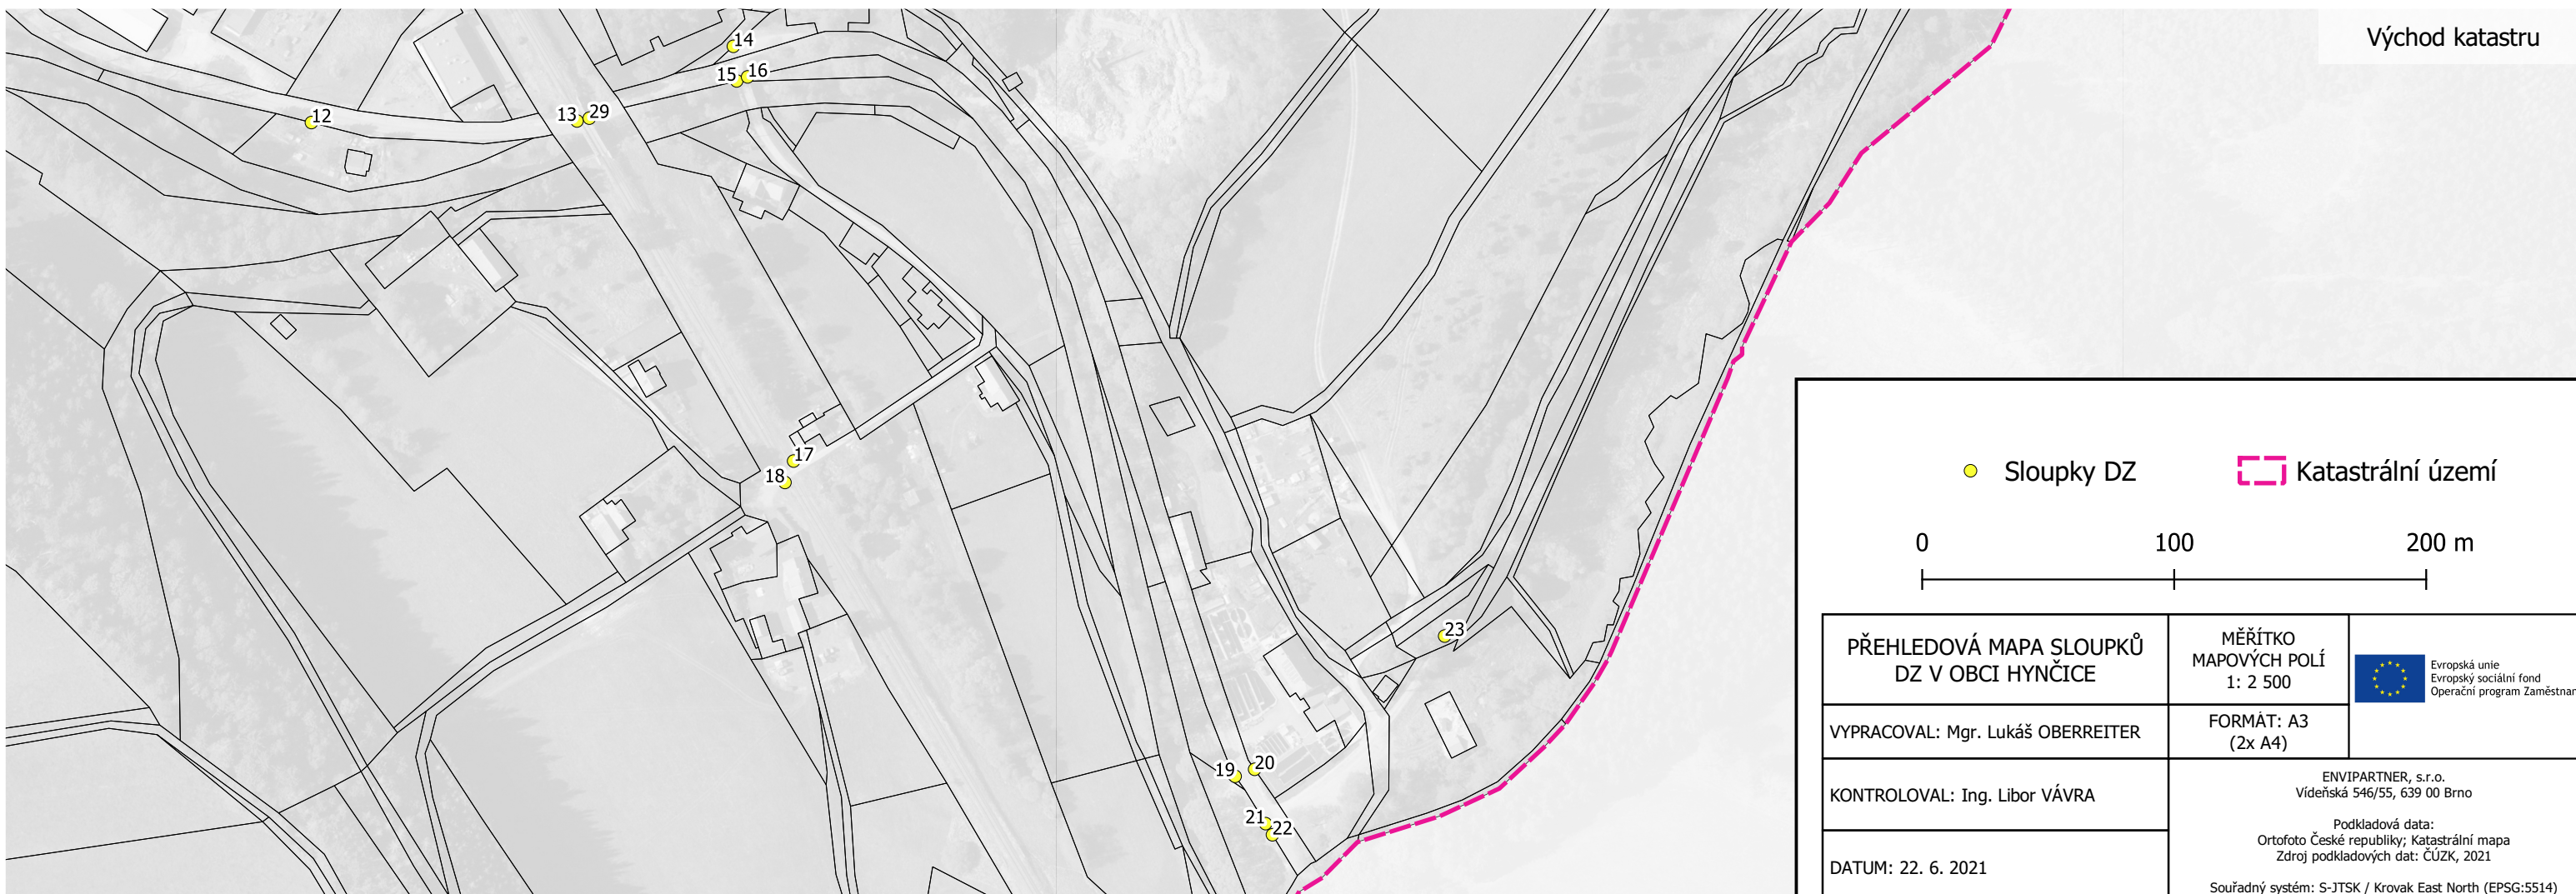 Východ katastru
14
15 16
12
13 29
17
18
23
19 20
21
22
Sloupky DZ
Katastrální území
0 100 200 m
PŘEHLEDOVÁ MAPA SLOUPKŮ
DZ V OBCI HYNČICE
MĚŘÍTKO
MAPOVÝCH POLÍ
1: 2 500
Evropská unie
Evropský sociální fond
Operační program Zaměstnan
VYPRACOVAL: Mgr. Lukáš OBERREITER
FORMÁT: A3
(2x A4)
KONTROLOVAL: Ing. Libor VÁVRA
ENVIPARTNER, s.r.o.
Vídeňská 546/55, 639 00 Brno
Podkladová data:
Ortofoto České republiky; Katastrální mapa
Zdroj podkladových dat: ČÚZK, 2021
DATUM: 22. 6. 2021
Souřadný systém: S-JTSK / Krovak East North (EPSG:5514)